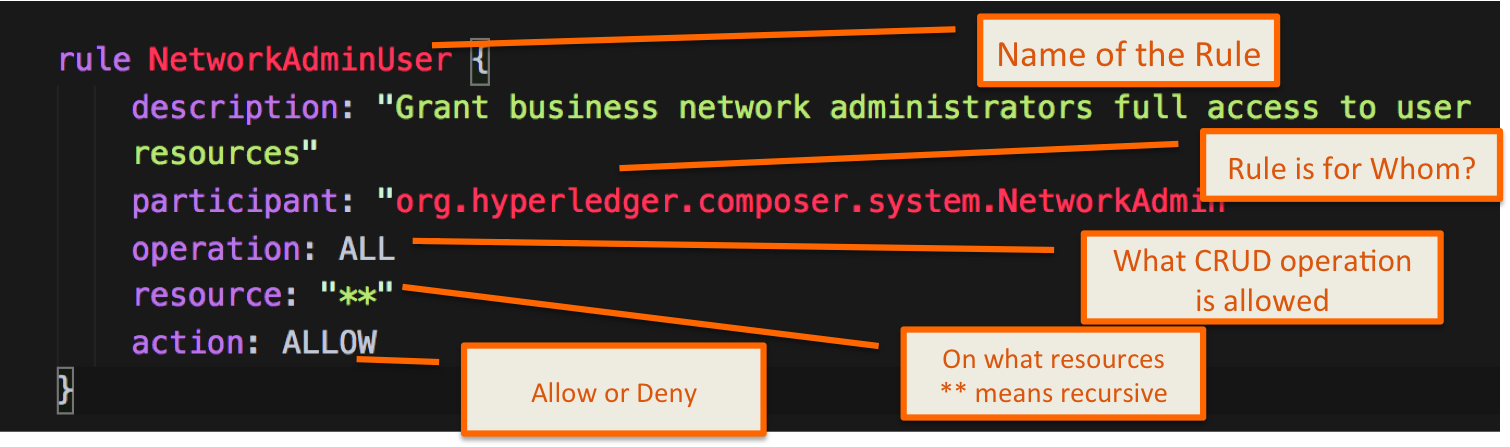 rule NetworkAdminUser {
Name of the Rule
description: "Grant business network administrators full access to user
resources"
Rule is for Whom?
participant: "org.hyperledger.composer.system.NetworkAdmin
operation: ALL
What CRUD operation
is allowed
resource: "**"
action: ALLOW
On what resources
** means recursive
Allow or Deny
}